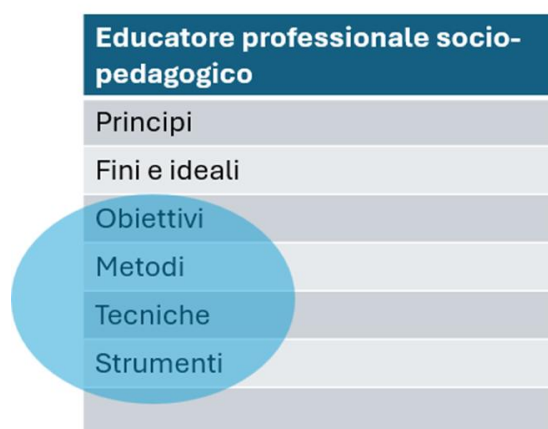 Educatore professionale socio-
pedagogico
Principi
Fini e ideali
Obiettivi
Metodi
Tecniche
Strumenti